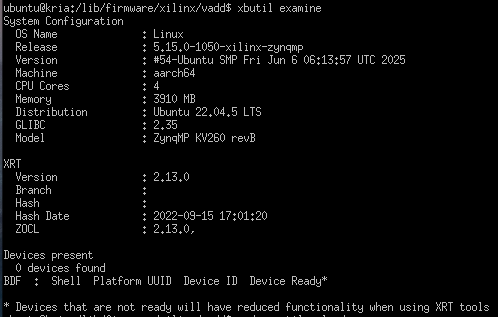 ubuntu@kria:/lib/firmware/xilinx/vadd$ xbutil examine
System Configuration
  OS Name              : Linux
  Release              : 5.15.0-1050-xilinx-zynqmp
  Version              : #54-Ubuntu SMP Fri Jun 6 06:13:57 UTC 2025
  Machine              : aarch64
  CPU Cores            : 4
  Memory               : 3910 MB
  Distribution         : Ubuntu 22.04.5 LTS
  GLIBC                : 2.35
  Model                : ZynqMP KV260 revB

XRT
  Version              : 2.13.0
  Branch               :
  Hash                 :
  Hash Date            : 2022-09-15 17:01:20
  ZOCL                 : 2.13.0,

Devices present
  0 devices found
BDF  :  Shell  Platform UUID  Device ID  Device Ready*

* Devices that are not ready will have reduced functionality when using XRT tools